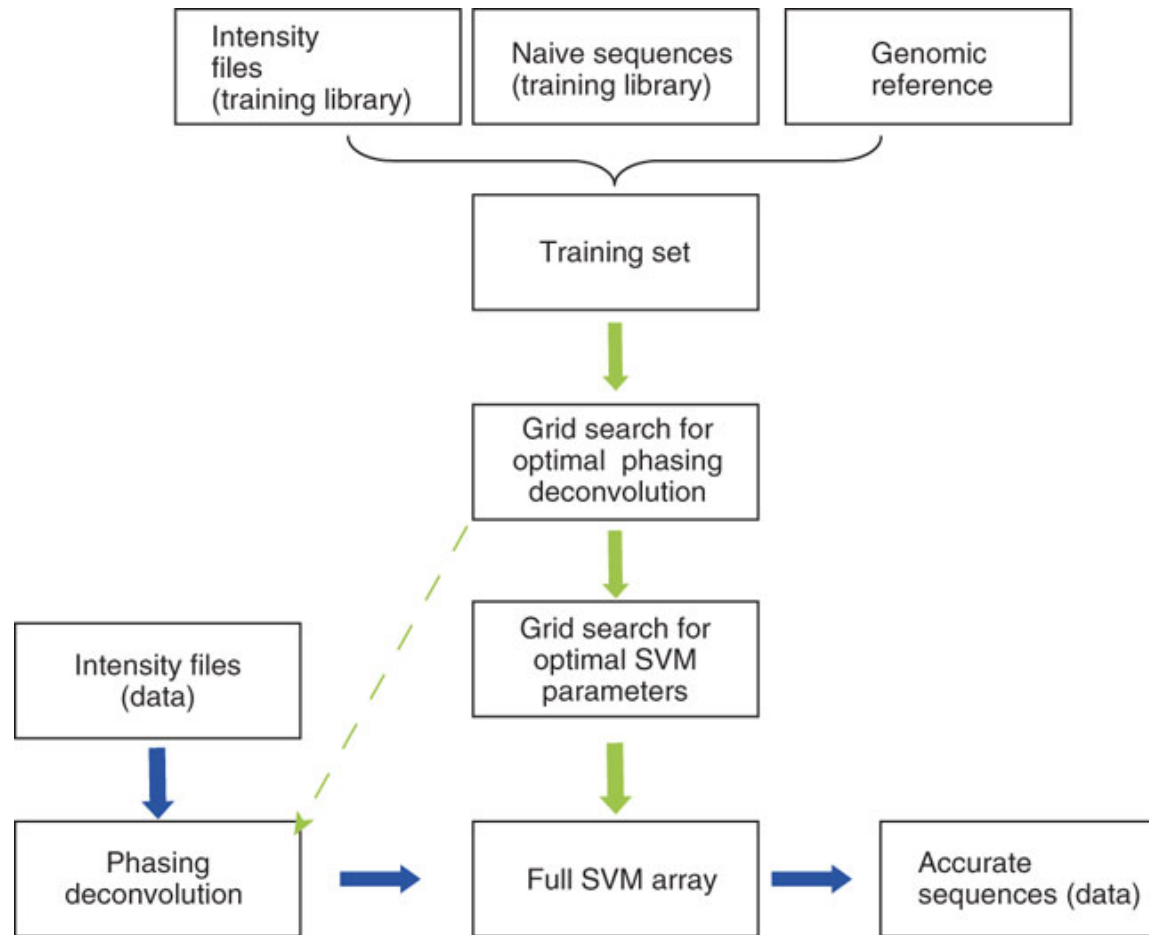 Intensity
files
(training library)
Naive sequences
(training library)
Genomic
reference
Training set
Grid search for
optimal phasing
deconvolution
Grid search for
optimal SVM
parameters
Intensity files
(data)
Phasing
deconvolution
Full SVM array
Accurate
sequences (data)